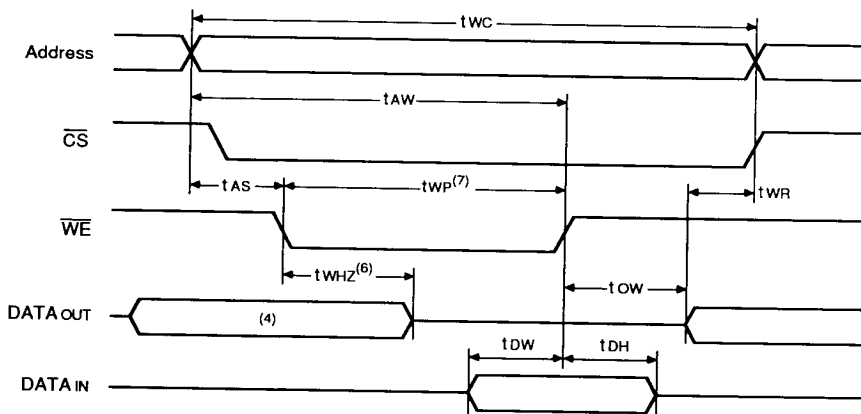 tWC
Address
tAW
CS
tAS
tWP(7)
tWR
WE
tWHZ(6)
tOW
DATA OUT
(4)
tDW
tDH
DATA IN